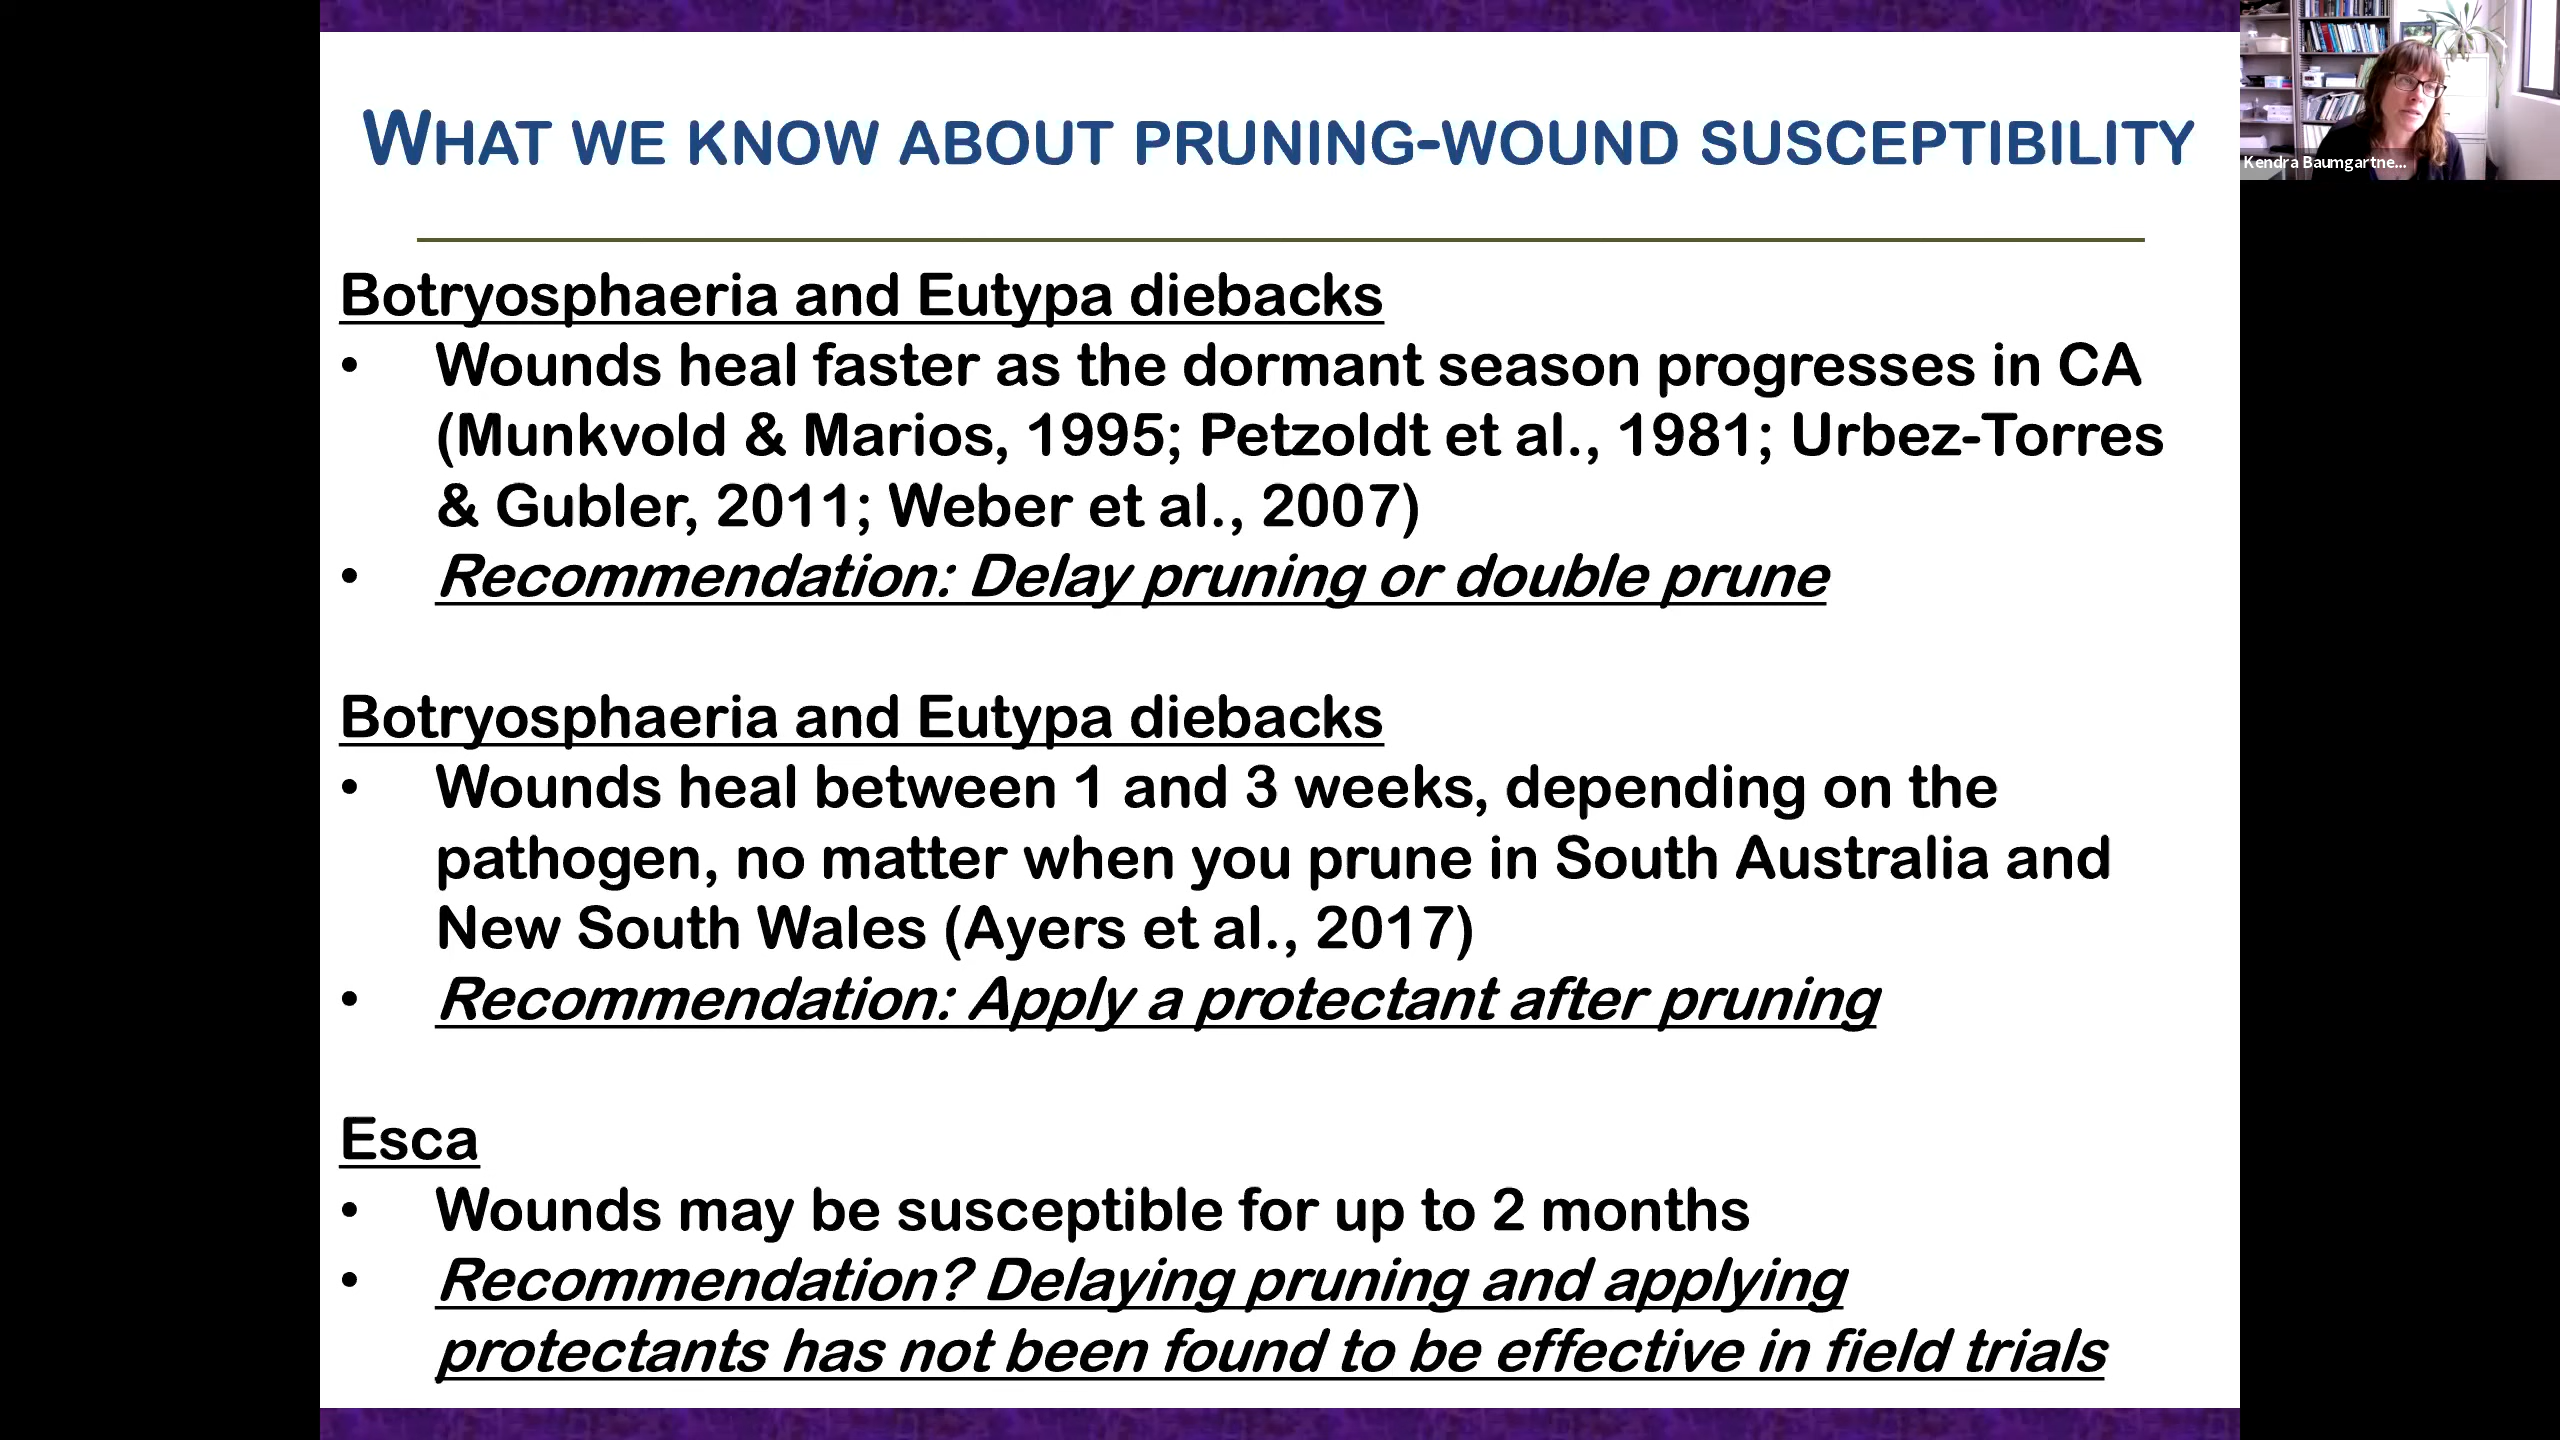 WHAT WE KNOW ABOUT PRUNING-WOUND SUSCEPTIBILITY
Kendra Baumgartne...
Botryosphaeria and Eutypa diebacks
• Wounds heal faster as the dormant season progresses in CA
(Munkvold & Marios, 1995; Petzoldt et al., 1981; Urbez-Torres
& Gubler, 2011; Weber et al., 2007)
• Recommendation: Delay pruning or double prune
Botryosphaeria and Eutypa diebacks
• Wounds heal between 1 and 3 weeks, depending on the
pathogen, no matter when you prune in South Australia and
New South Wales (Ayers et al., 2017)
• Recommendation: Apply a protectant after pruning
Esca
• Wounds may be susceptible for up to 2 months
• Recommendation? Delaying pruning and applying
protectants has not been found to be effective in field trials